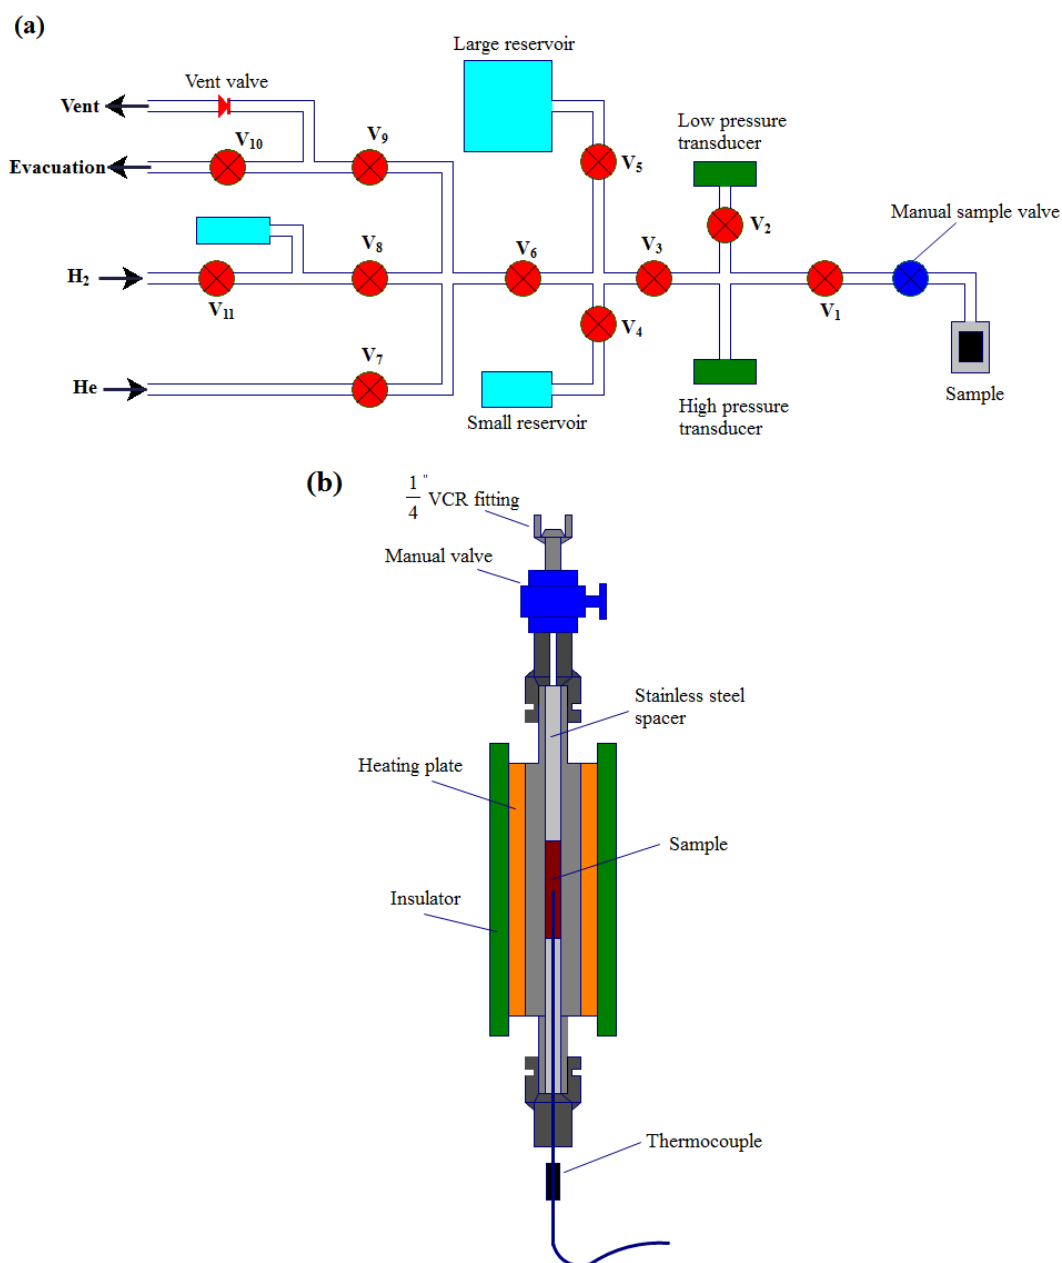 (a)
Large reservoir
Vent valve
Vent
V10
V9
Low pressure
transducer
Evacuation
V5
V2
Manual sample valve
V8
V6
V3
H2
V11
V4
V1
V7
He
Small reservoir
High pressure
transducer
Sample
(b)
1/4" VCR fitting
Manual valve
Stainless steel
spacer
Heating plate
Sample
Insulator
Thermocouple